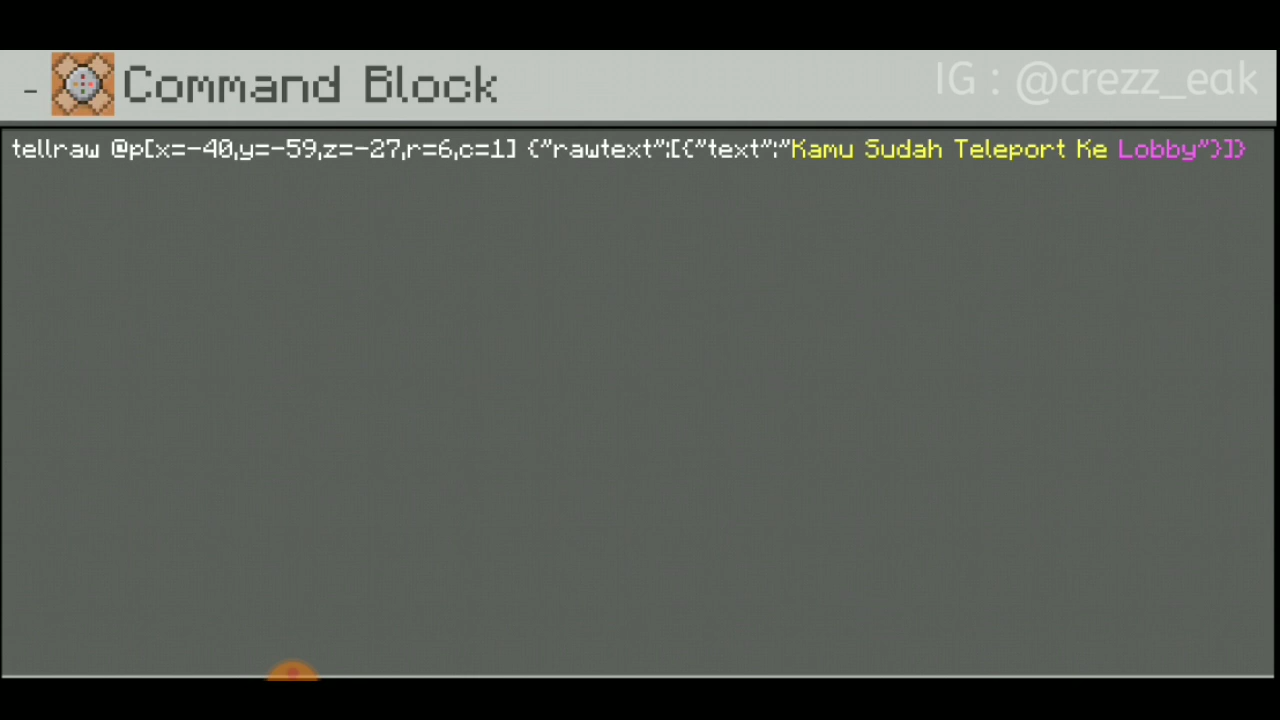 - Command Block
IG : @crezz_eak
tellraw @p[x=-40,y=-59,z=-27,r=6,c=1] {"rawtext":[{"text":"Kamu Sudah Teleport Ke Lobby"}]}